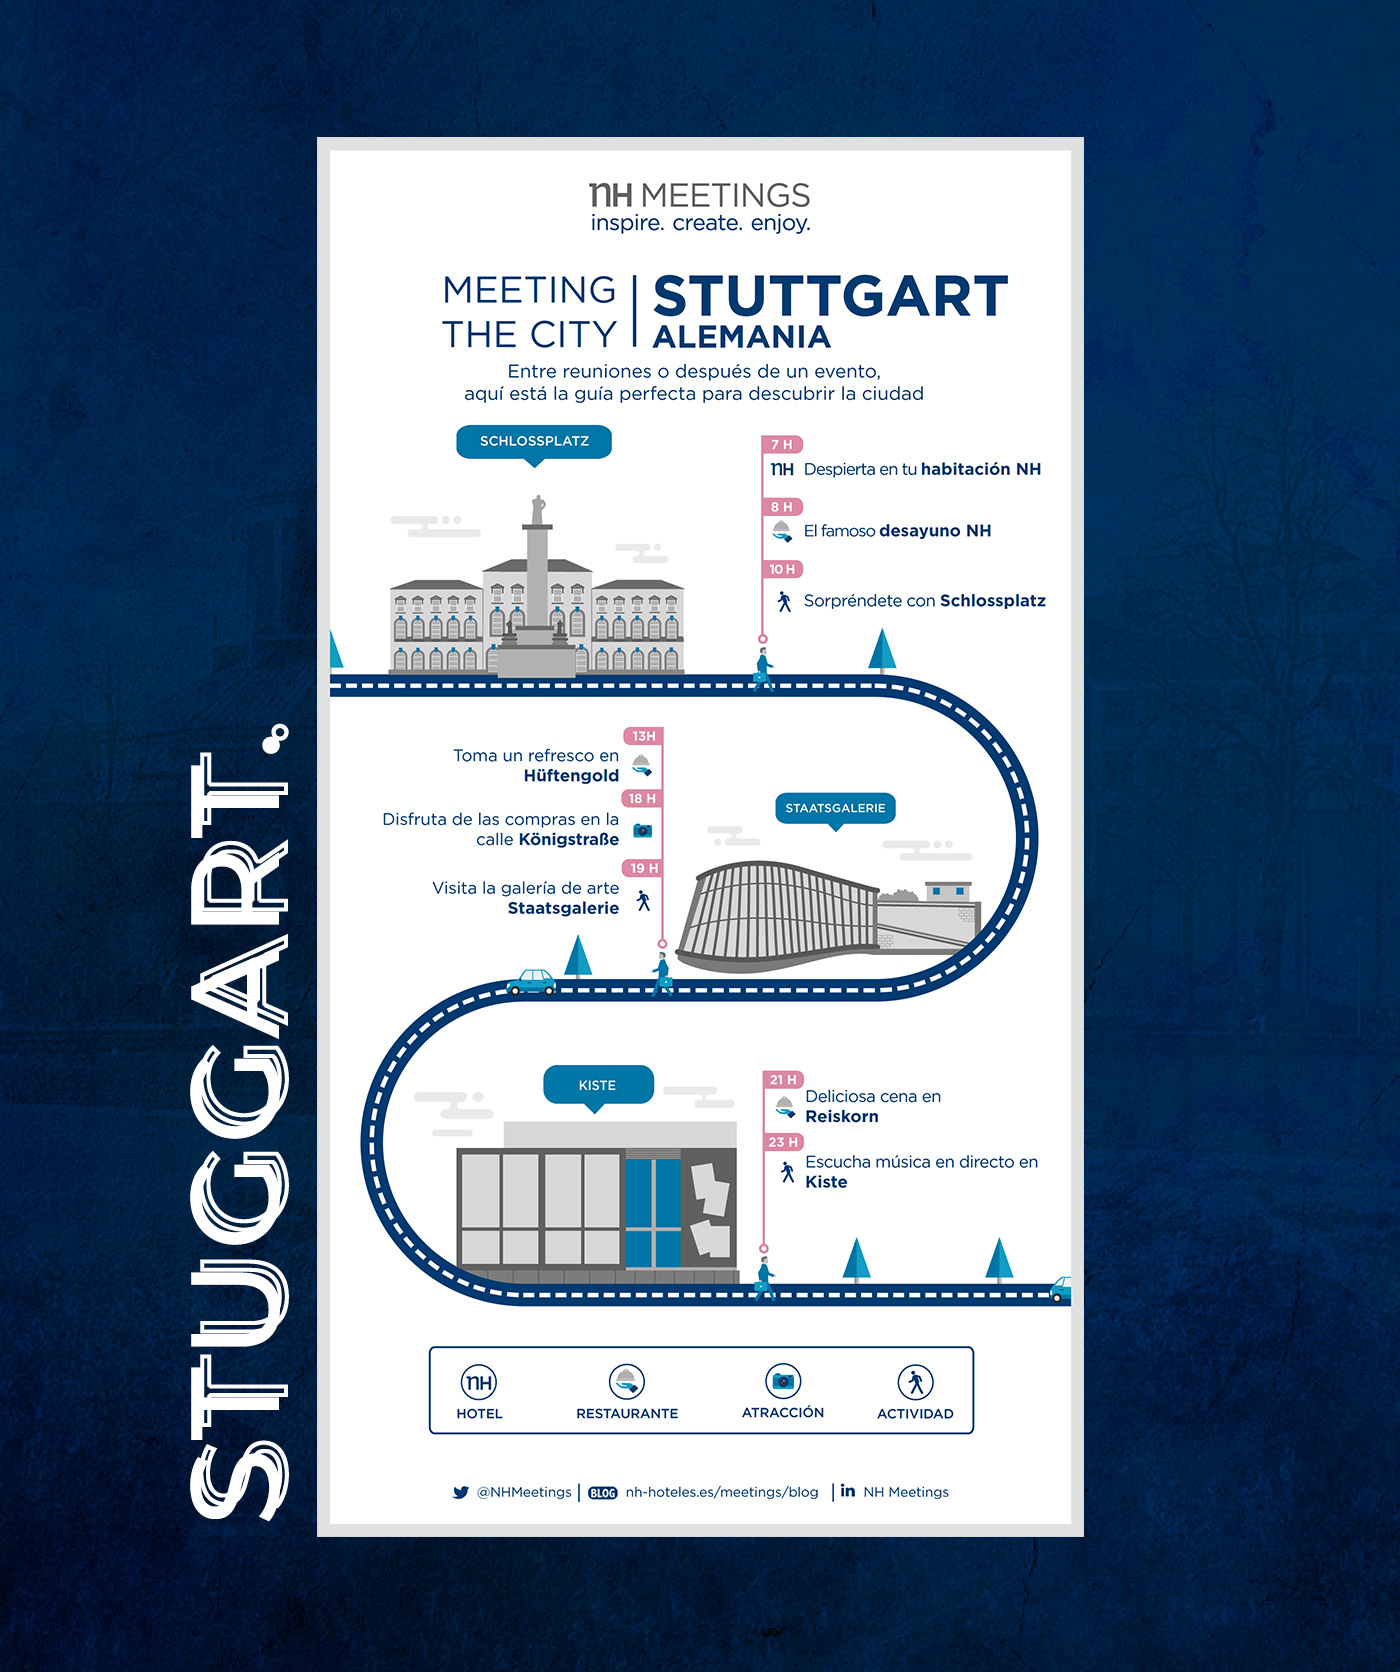 STUGGART.
nH MEETINGS
inspire. create. enjoy.
MEETING
THE CITY
STUTTGART
ALEMANIA
Entre reuniones o después de un evento,
aquí está la guía perfecta para descubrir la ciudad
SCHLOSSPLATZ
7 H
nH Despierta en tu habitación NH
8 H
El famoso desayuno NH
10 H
Sorpréndete con Schlossplatz
13H
Toma un refresco en
Hüftengold
18 H
Disfruta de las compras en la
calle Königstraße
19 H
Visita la galería de arte
Staatsgalerie
STAATSGALERIE
KISTE
21 H
Deliciosa cena en
Reiskorn
23 H
Escucha música en directo en
Kiste
nH
HOTEL
RESTAURANTE
ATRACCIÓN
ACTIVIDAD
@NHMeetings | BLOG nh-hoteles.es/meetings/blog | in NH Meetings